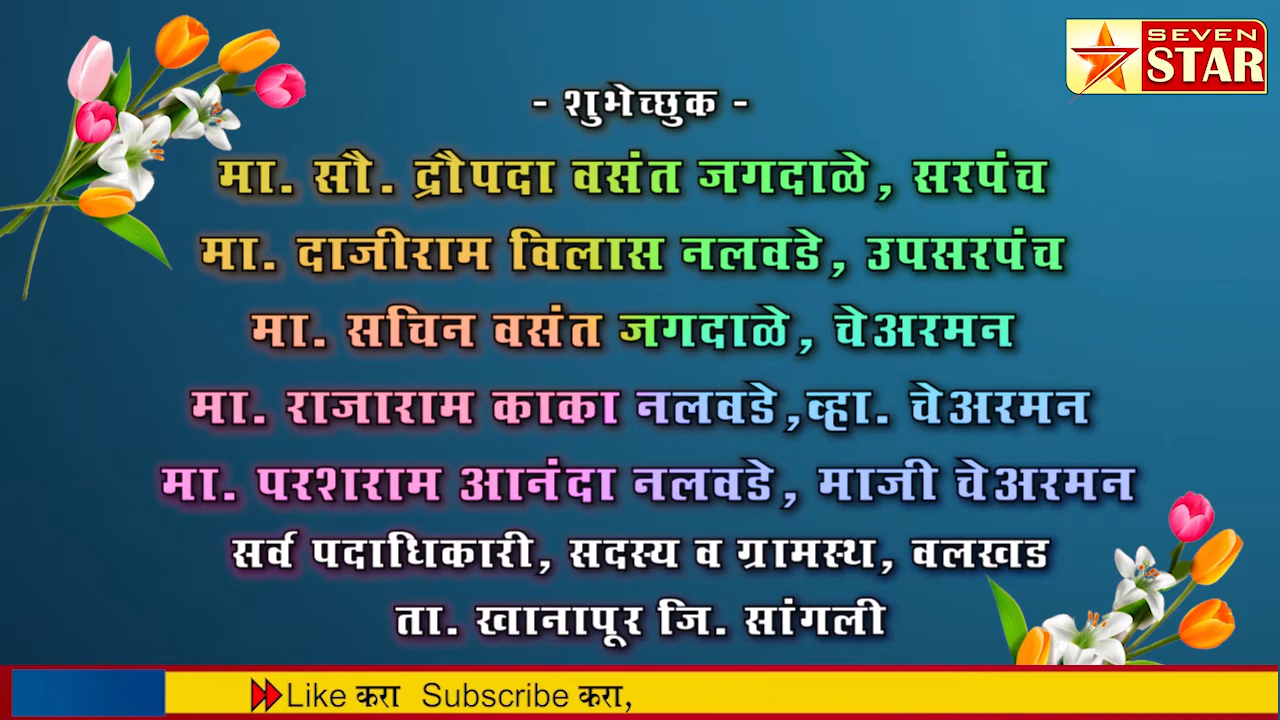 SEVEN
STAR
- शुभेच्छुक -
मा. सौ. द्रौपदा वसंत जगदाळे, सरपंच
मा. दाजीराम विलास नलवडे, उपसरपंच
मा. सचिन वसंत जगदाळे, चेअरमन
मा. राजाराम काका नलवडे,व्हा. चेअरमन
मा. परशराम आनंदा नलवडे, माजी चेअरमन
सर्व पदाधिकारी, सदस्य व ग्रामस्थ, वलखड
ता. खानापूर जि. सांगली
Like करा Subscribe करा,